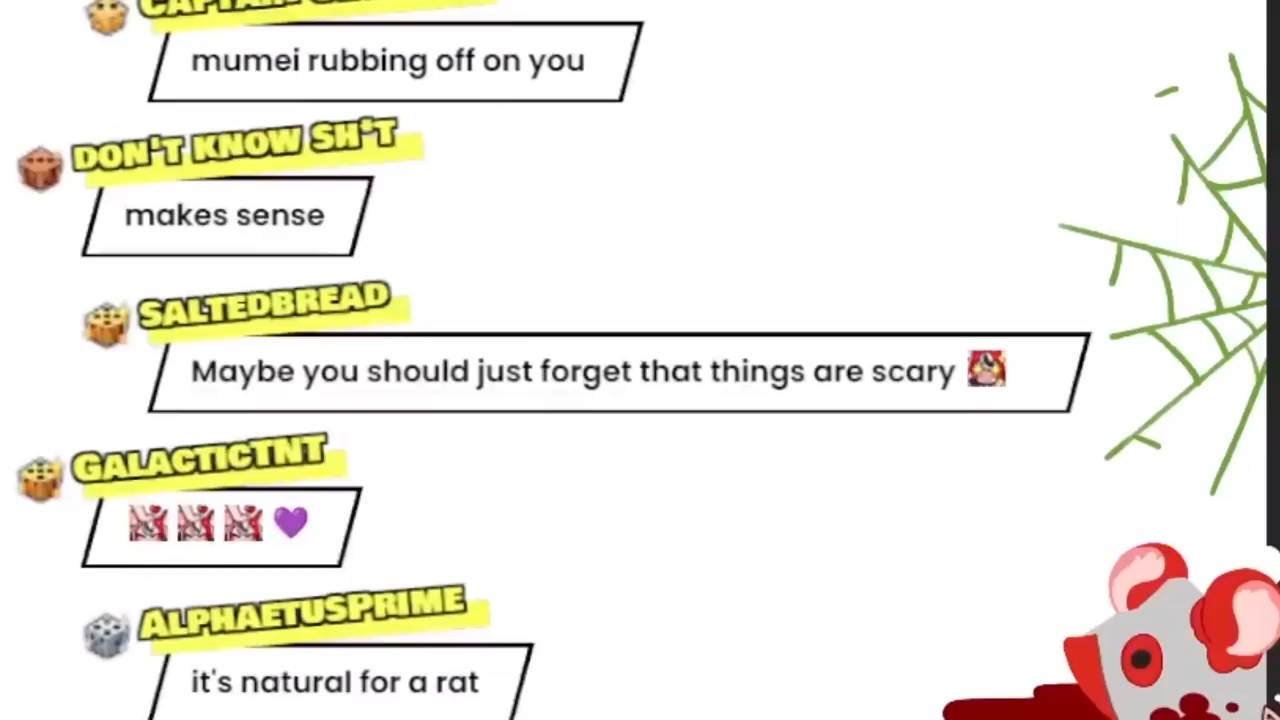 CAPTAIN
mumei rubbing off on you
DON'T KNOW SH*T
makes sense
SALTEDBREAD
Maybe you should just forget that things are scary
GALACTICTNT
💜
ALPHAETUSPRIME
it's natural for a rat